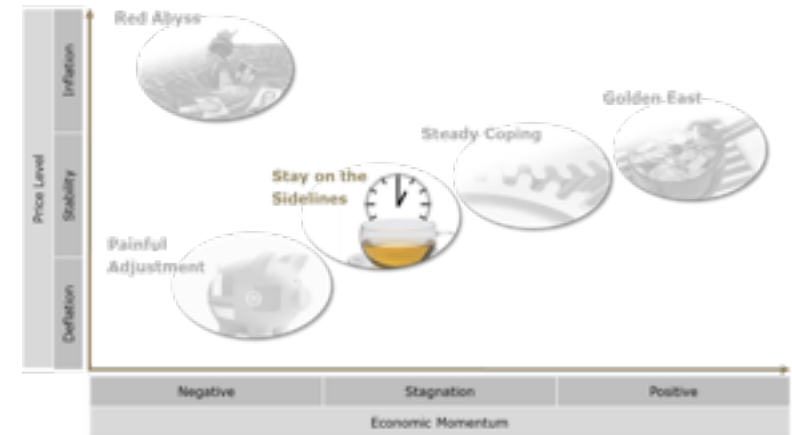 Red Abyss
Golden East
Steady Coping
Stay on the
Sidelines
Painful
Adjustment
Price Level
Inflation
Stability
Deflation
Negative
Stagnation
Positive
Economic Momentum